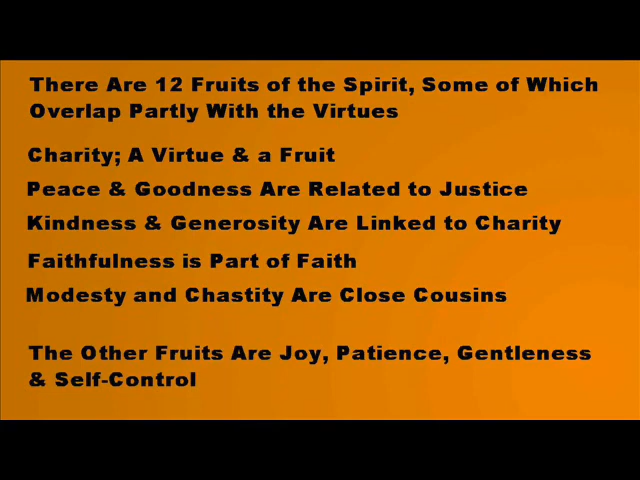 There Are 12 Fruits of the Spirit, Some of Which
Overlap Partly With the Virtues
Charity; A Virtue & a Fruit
Peace & Goodness Are Related to Justice
Kindness & Generosity Are Linked to Charity
Faithfulness is Part of Faith
Modesty and Chastity Are Close Cousins
The Other Fruits Are Joy, Patience, Gentleness
& Self-Control